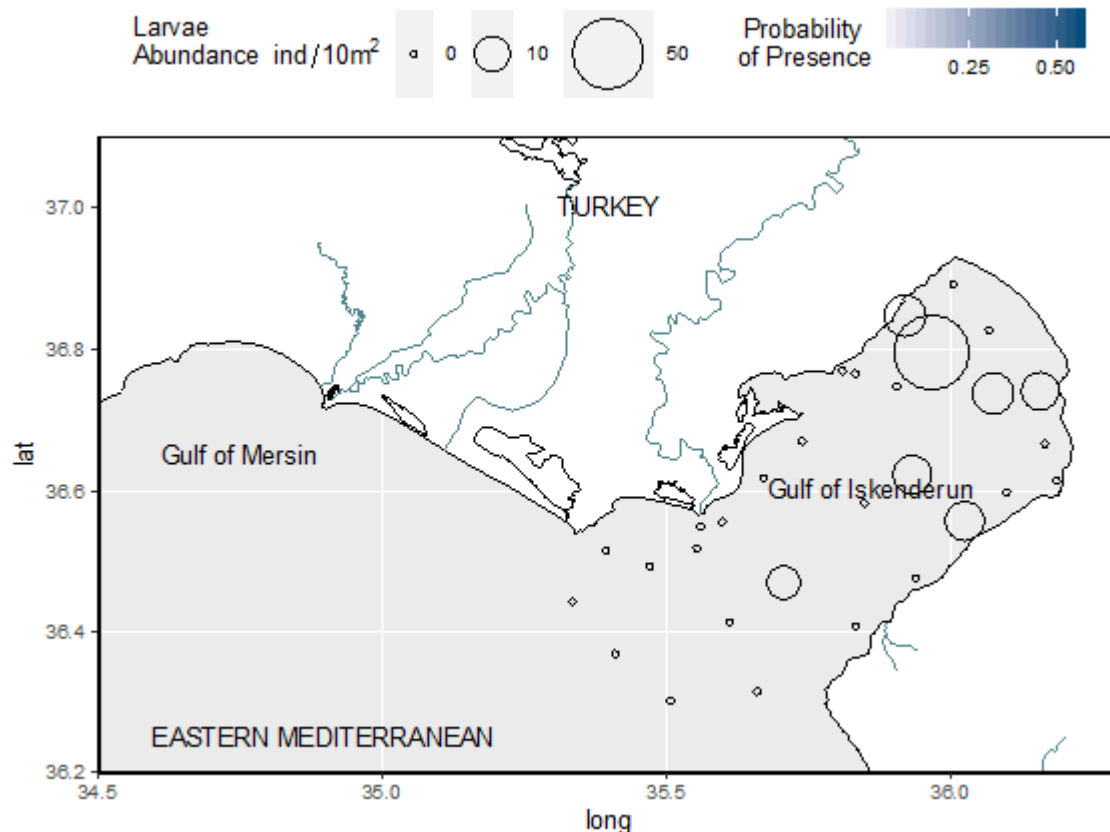 Larvae
Abundance ind/10m²
0
10
50
Probability
of Presence
0.25
0.50
37.0
36.8
36.6
36.4
36.2
lat
TURKEY
Gulf of Mersin
Gulf of Iskenderun
EASTERN MEDITERRANEAN
34.5
35.0
35.5
36.0
long